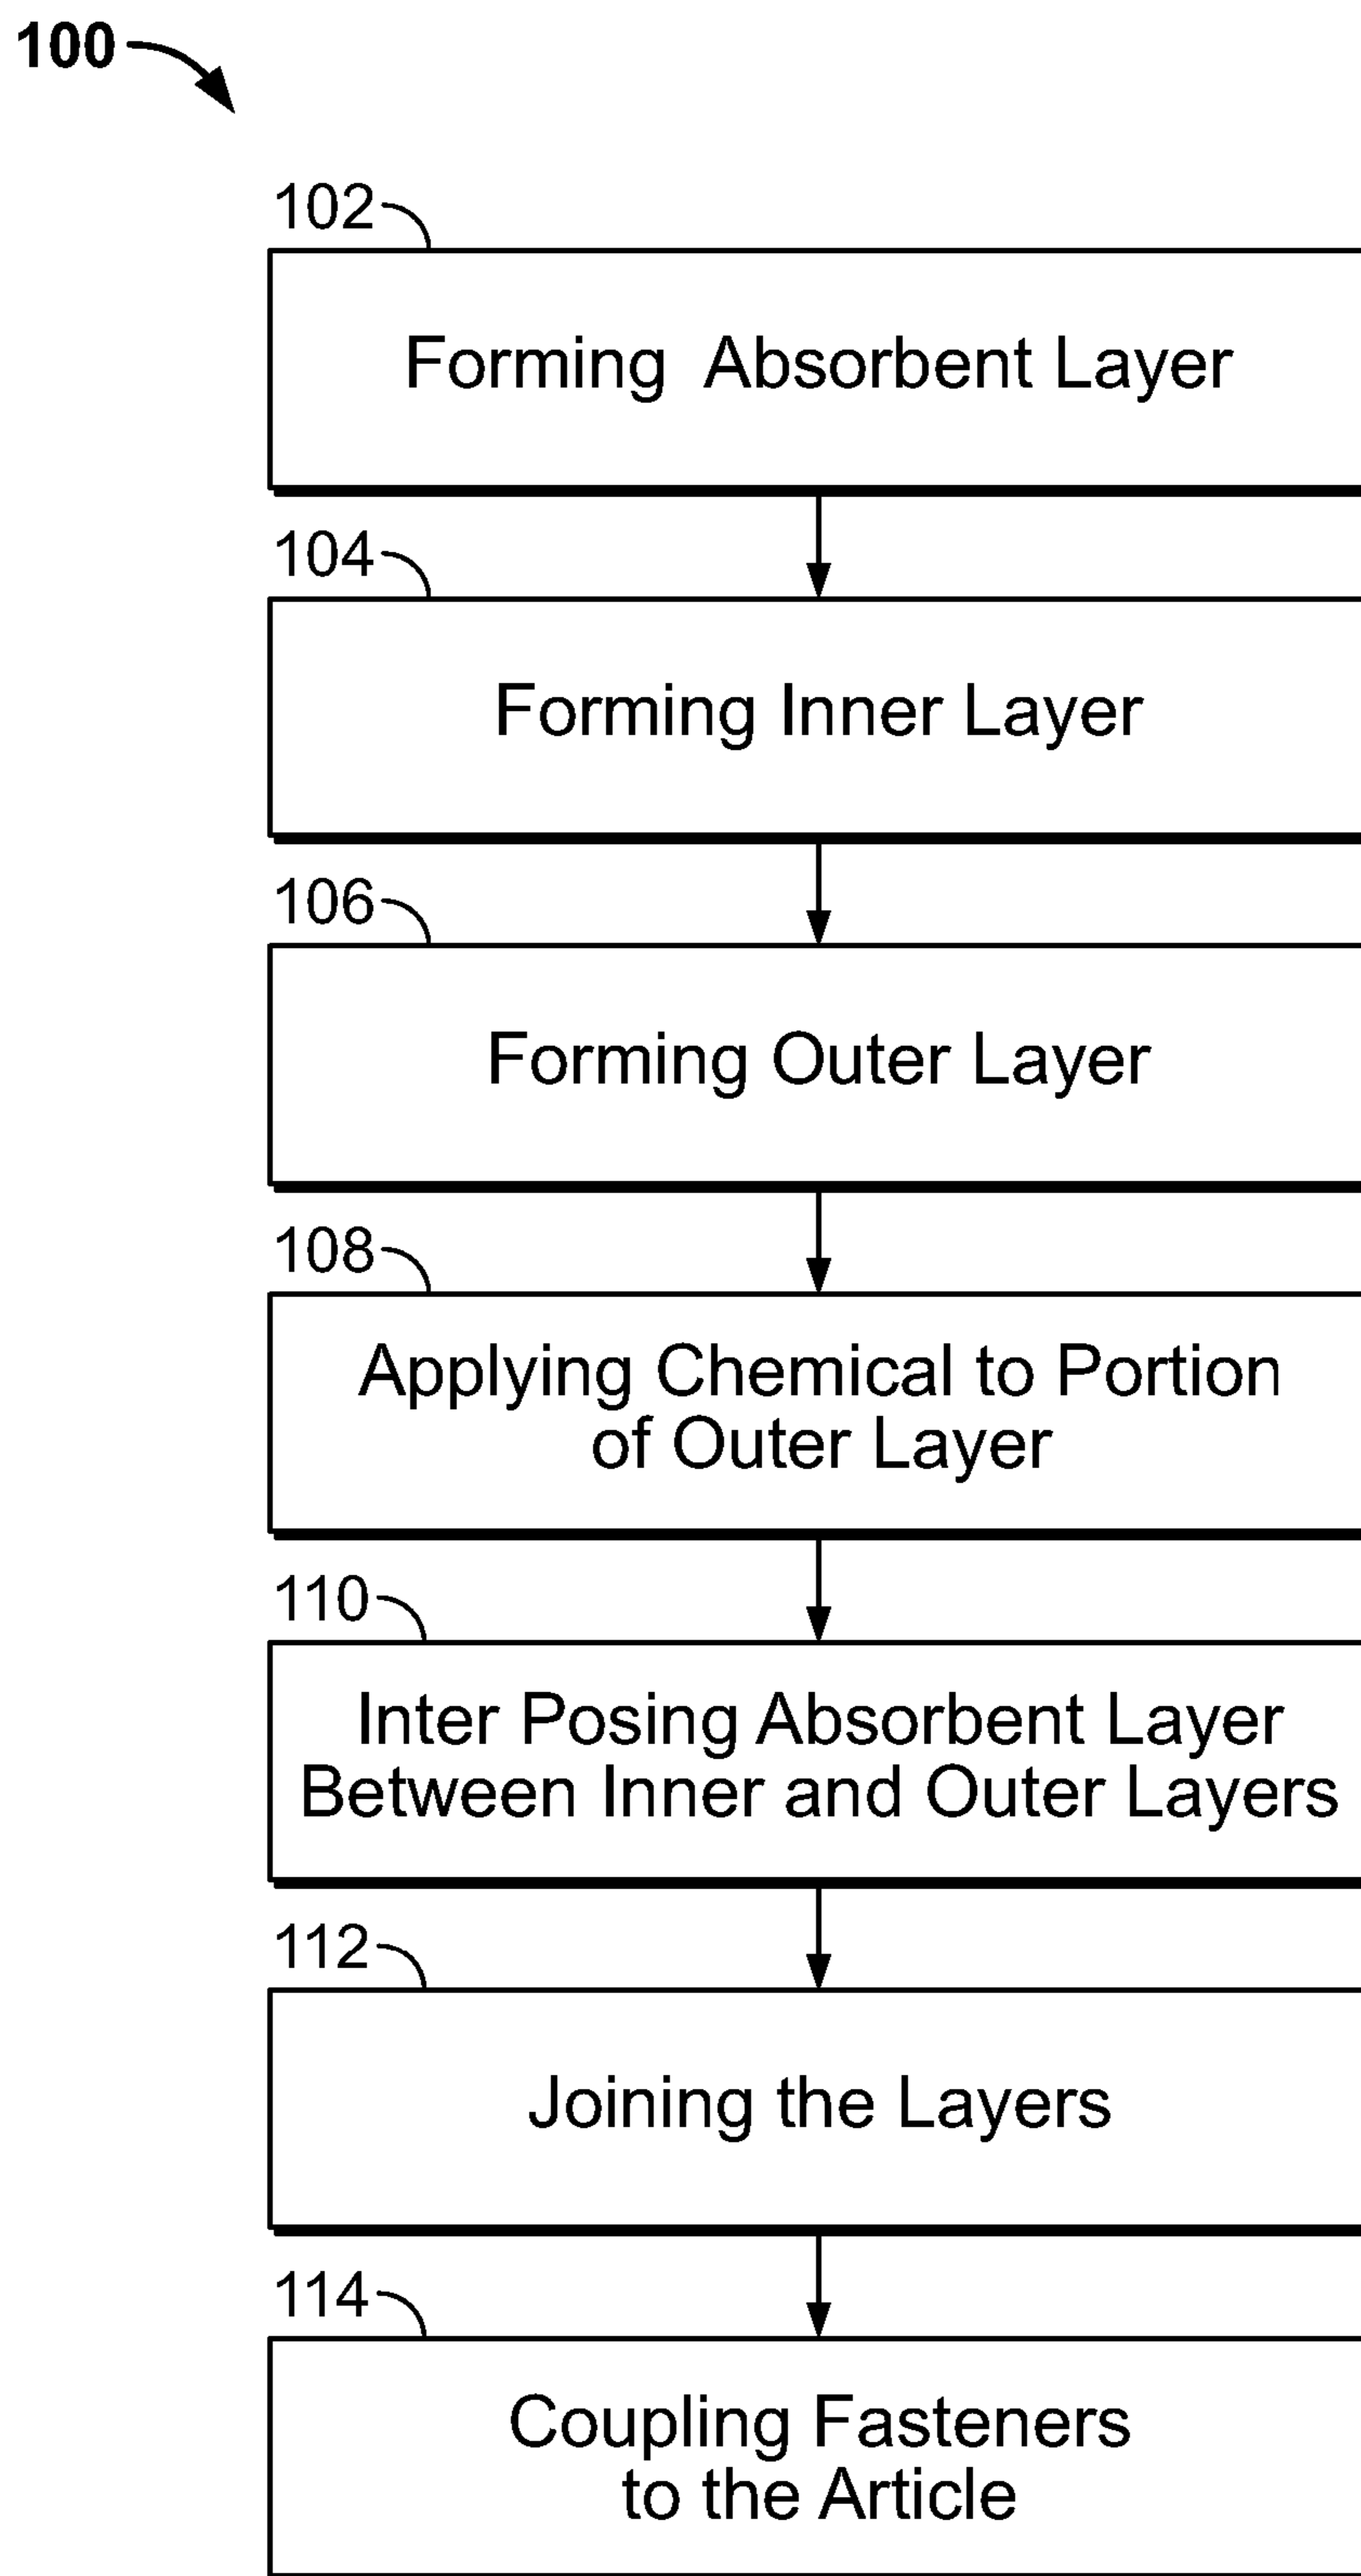 100
102
Forming Absorbent Layer
104
Forming Inner Layer
106
Forming Outer Layer
108
Applying Chemical to Portion
of Outer Layer
110
Inter Posing Absorbent Layer
Between Inner and Outer Layers
112
Joining the Layers
114
Coupling Fasteners
to the Article